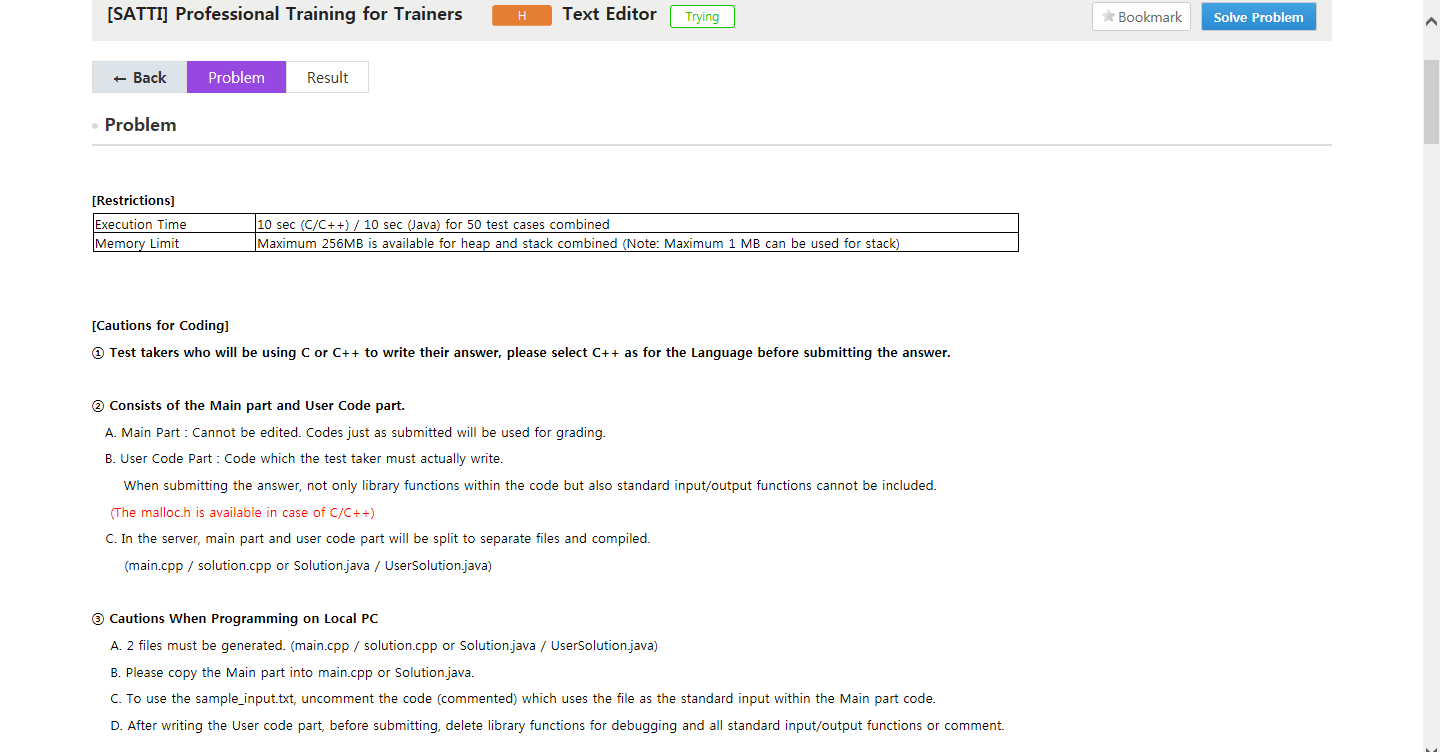 [SATTI] Professional Training for Trainers H Text Editor Trying Bookmark Solve Problem
← Back Problem Result
Problem
[Restrictions]
Execution Time 10 sec (C/C++) / 10 sec (Java) for 50 test cases combined
Memory Limit Maximum 256MB is available for heap and stack combined (Note: Maximum 1 MB can be used for stack)
[Cautions for Coding]
① Test takers who will be using C or C++ to write their answer, please select C++ as for the Language before submitting the answer.
② Consists of the Main part and User Code part.
A. Main Part : Cannot be edited. Codes just as submitted will be used for grading.
B. User Code Part : Code which the test taker must actually write.
When submitting the answer, not only library functions within the code but also standard input/output functions cannot be included.
(The malloc.h is available in case of C/C++)
C. In the server, main part and user code part will be split to separate files and compiled.
(main.cpp / solution.cpp or Solution.java / UserSolution.java)
③ Cautions When Programming on Local PC
A. 2 files must be generated. (main.cpp / solution.cpp or Solution.java / UserSolution.java)
B. Please copy the Main part into main.cpp or Solution.java.
C. To use the sample_input.txt, uncomment the code (commented) which uses the file as the standard input within the Main part code.
D. After writing the User code part, before submitting, delete library functions for debugging and all standard input/output functions or comment.